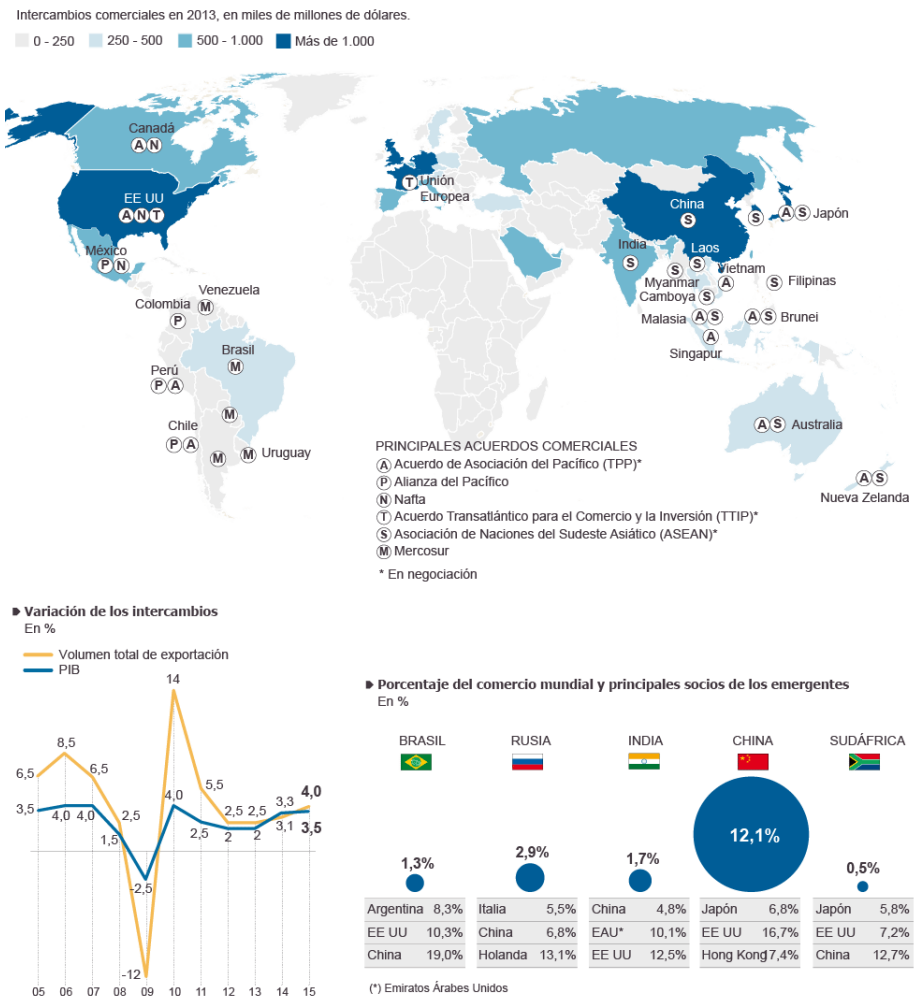 Intercambios comerciales en 2013, en miles de millones de dólares.
0 - 250 250 - 500 500 - 1.000 Más de 1.000
Canadá
A N
EE UU
A N T
México
P N
Colombia
P
Venezuela
M
Brasil
M
Perú
P A
M
Chile
P A
M
M Uruguay
T Unión
Europea
China
S
S
A S Japón
India
S
Laos
S
Myanmar
S
Vietnam
A
Camboya
S
S Filipinas
Malasia A S
A S Brunei
A
Singapur
A S Australia
A S
Nueva Zelanda
PRINCIPALES ACUERDOS COMERCIALES
A Acuerdo de Asociación del Pacífico (TPP)*
P Alianza del Pacífico
N Nafta
T Acuerdo Transatlántico para el Comercio y la Inversión (TTIP)*
S Asociación de Naciones del Sudeste Asiático (ASEAN)*
M Mercosur
* En negociación
Variación de los intercambios
En %
Volumen total de exportación
PIB
14
8,5
6,5 6,5
5,5
4,0
3,5 4,0 4,0 4,0 3,3
2,5 2,5 2,5 2,5
1,5 2 2 3,1 3,5
-2,5
-12
05 06 07 08 09 10 11 12 13 14 15
Porcentaje del comercio mundial y principales socios de los emergentes
En %
BRASIL RUSIA INDIA CHINA SUDÁFRICA
1,3% 2,9% 1,7% 12,1% 0,5%
Argentina 8,3% Italia 5,5% China 4,8% Japón 6,8% Japón 5,8%
EE UU 10,3% China 6,8% EAU* 10,1% EE UU 16,7% EE UU 7,2%
China 19,0% Holanda 13,1% EE UU 12,5% Hong Kong 17,4% China 12,7%
(*) Emiratos Árabes Unidos